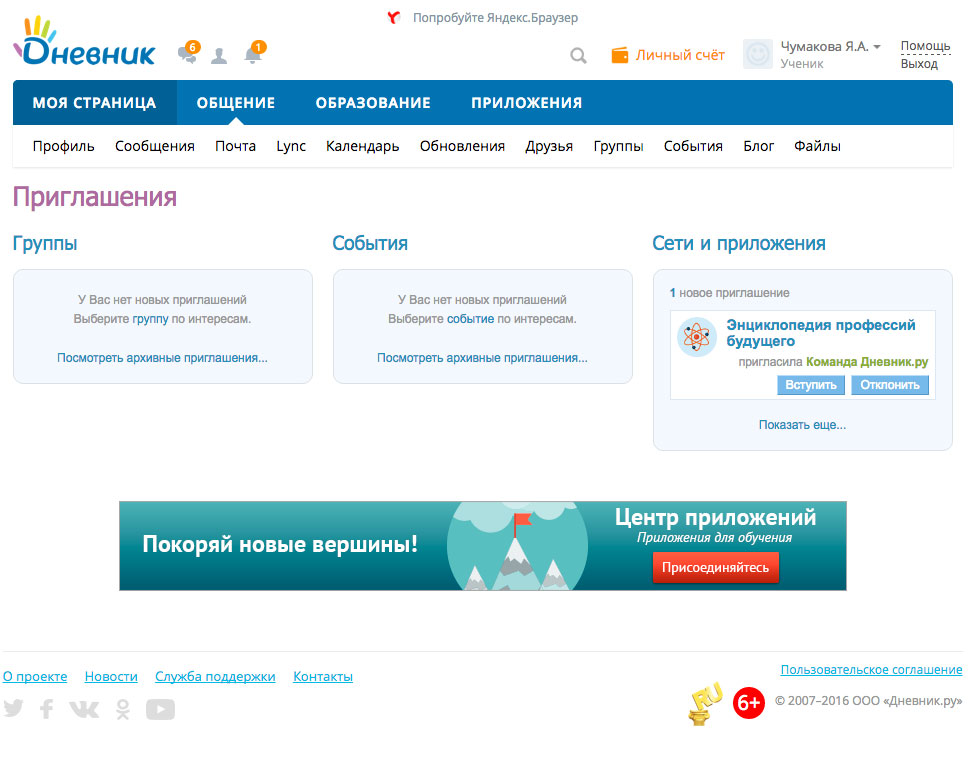 Попробуйте Яндекс.Браузер
Дневник
6
1
Личный счёт
Чумакова Я.А.
Ученик
Помощь
Выход
МОЯ СТРАНИЦА ОБЩЕНИЕ ОБРАЗОВАНИЕ ПРИЛОЖЕНИЯ
Профиль Сообщения Почта Lync Календарь Обновления Друзья Группы События Блог Файлы
Приглашения
Группы
У Вас нет новых приглашений
Выберите группу по интересам.
Посмотреть архивные приглашения...
События
У Вас нет новых приглашений
Выберите событие по интересам.
Посмотреть архивные приглашения...
Сети и приложения
1 новое приглашение
Энциклопедия профессий
будущего
пригласила Команда Дневник.ру
Вступить Отклонить
Показать еще...
Покоряй новые вершины!
Центр приложений
Приложения для обучения
Присоединяйтесь
О проекте Новости Служба поддержки Контакты
Пользовательское соглашение
RU
6+
© 2007–2016 ООО «Дневник.ру»